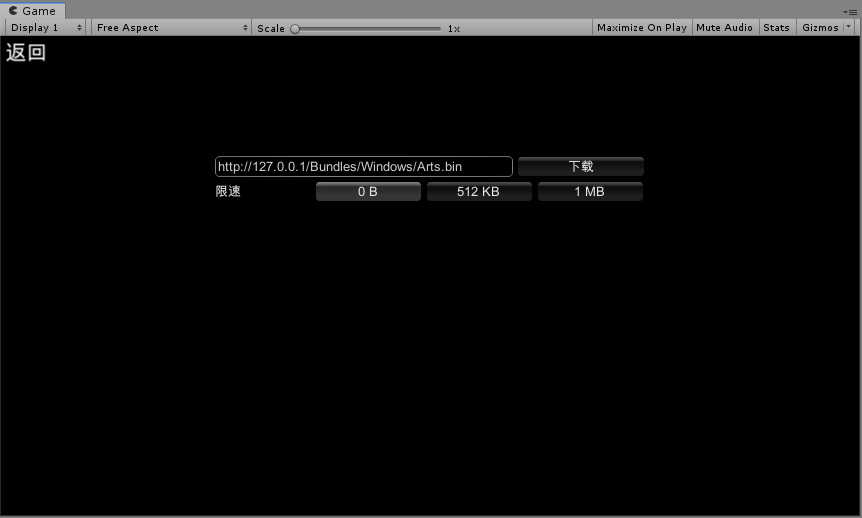 Game
Display 1 Free Aspect Scale 1x Maximize On Play Mute Audio Stats Gizmos
返回
http://127.0.0.1/Bundles/Windows/Arts.bin 下载
限速 0 B 512 KB 1 MB